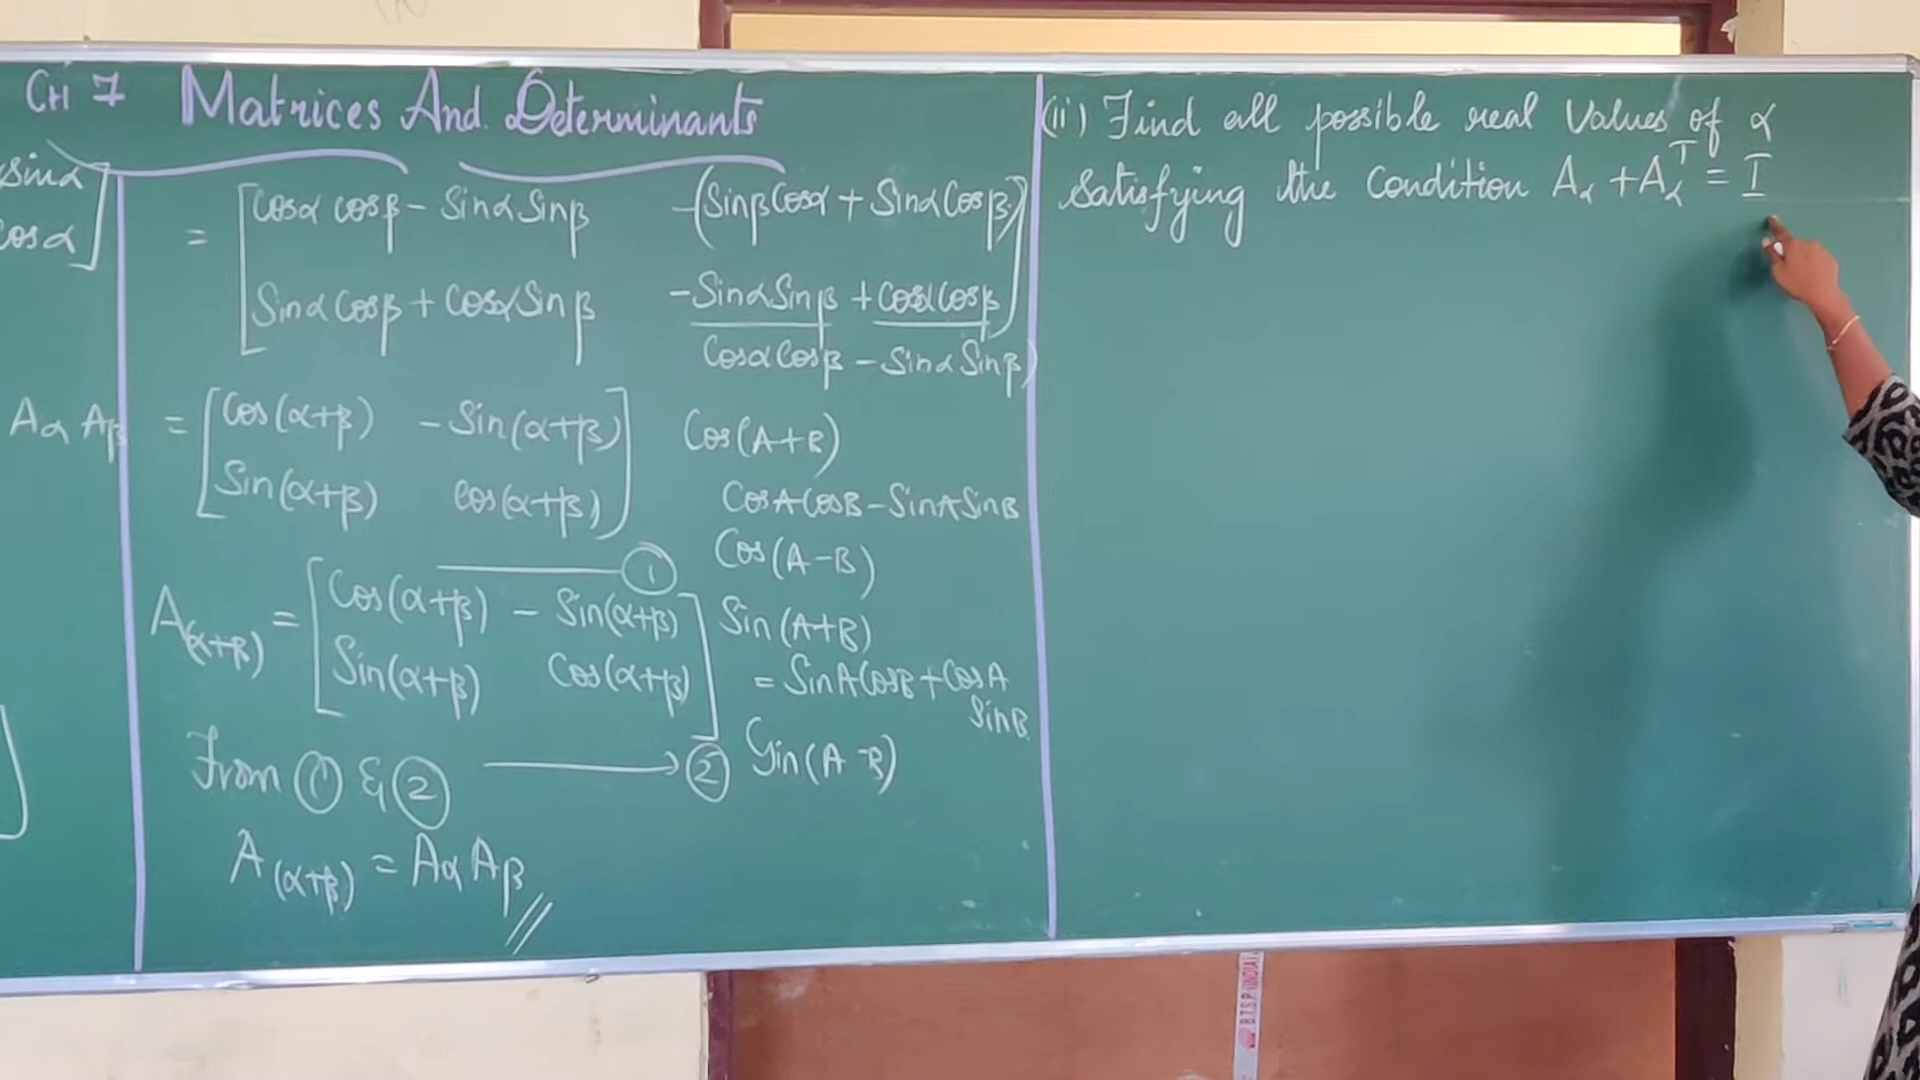 CH 7 Matrices And Determinants
sinα
cosα
= [cosα cosβ - Sinα Sinβ -(Sinβ Cosα + Sinα Cosβ)
Sinα Cosβ + Cosα Sinβ -Sinα Sinβ + Cosα Cosβ]
Cosα Cosβ - Sinα Sinβ)
Aα Aβ = [Cos(α+β) -Sin(α+β)
Sin(α+β) Cos(α+β)]
①
A(α+β) = [Cos(α+β) - Sin(α+β)
Sin(α+β) Cos(α+β)]
From ① & ② → ②
A(α+β) = Aα Aβ //
Cos(A+B)
CosA CosB - SinA SinB
Cos(A-B)
Sin(A+B)
= SinA CosB + CosA
SinB
Sin(A-B)
(ii) Find all possible real Values of α
Satisfying the Condition Aα + Aα^T = I
B.T.S.P. (INDIA)